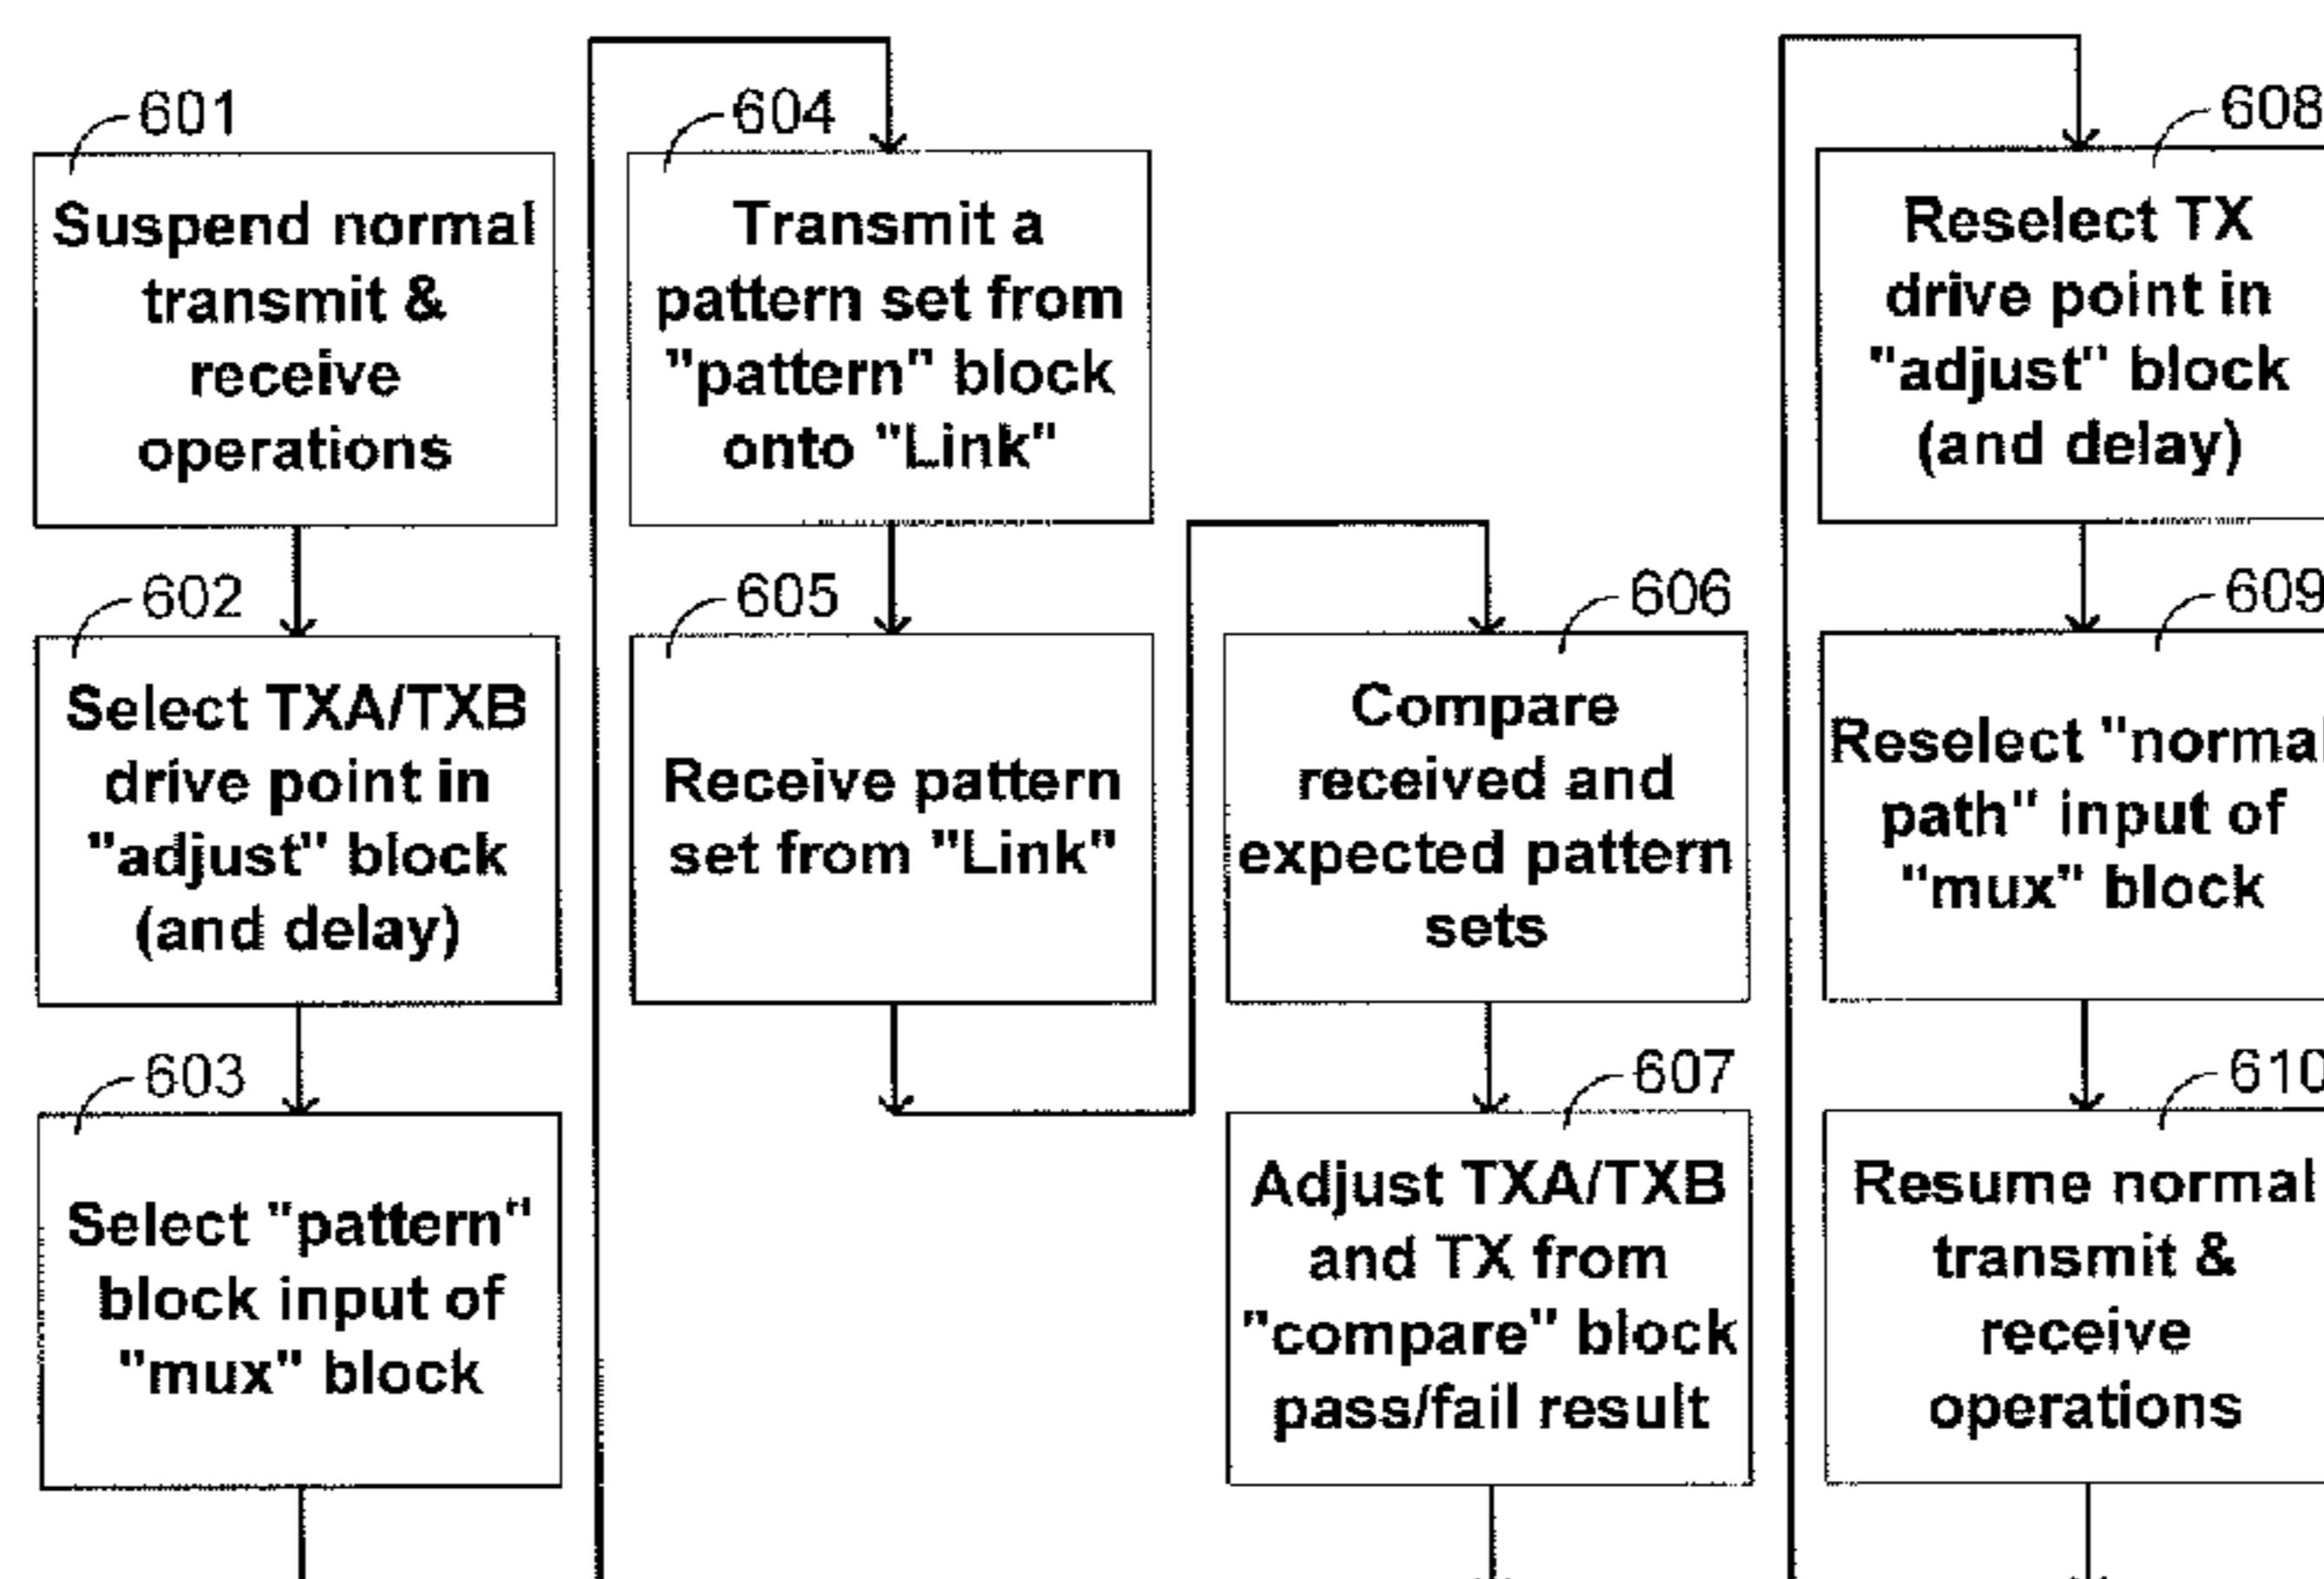 601
Suspend normal
transmit &
receive
operations
602
Select TXA/TXB
drive point in
"adjust" block
(and delay)
603
Select "pattern"
block input of
"mux" block
604
Transmit a
pattern set from
"pattern" block
onto "Link"
605
Receive pattern
set from "Link"
606
Compare
received and
expected pattern
sets
607
Adjust TXA/TXB
and TX from
"compare" block
pass/fail result
608
Reselect TX
drive point in
"adjust" block
(and delay)
609
Reselect "normal
path" input of
"mux" block
610
Resume normal
transmit &
receive
operations